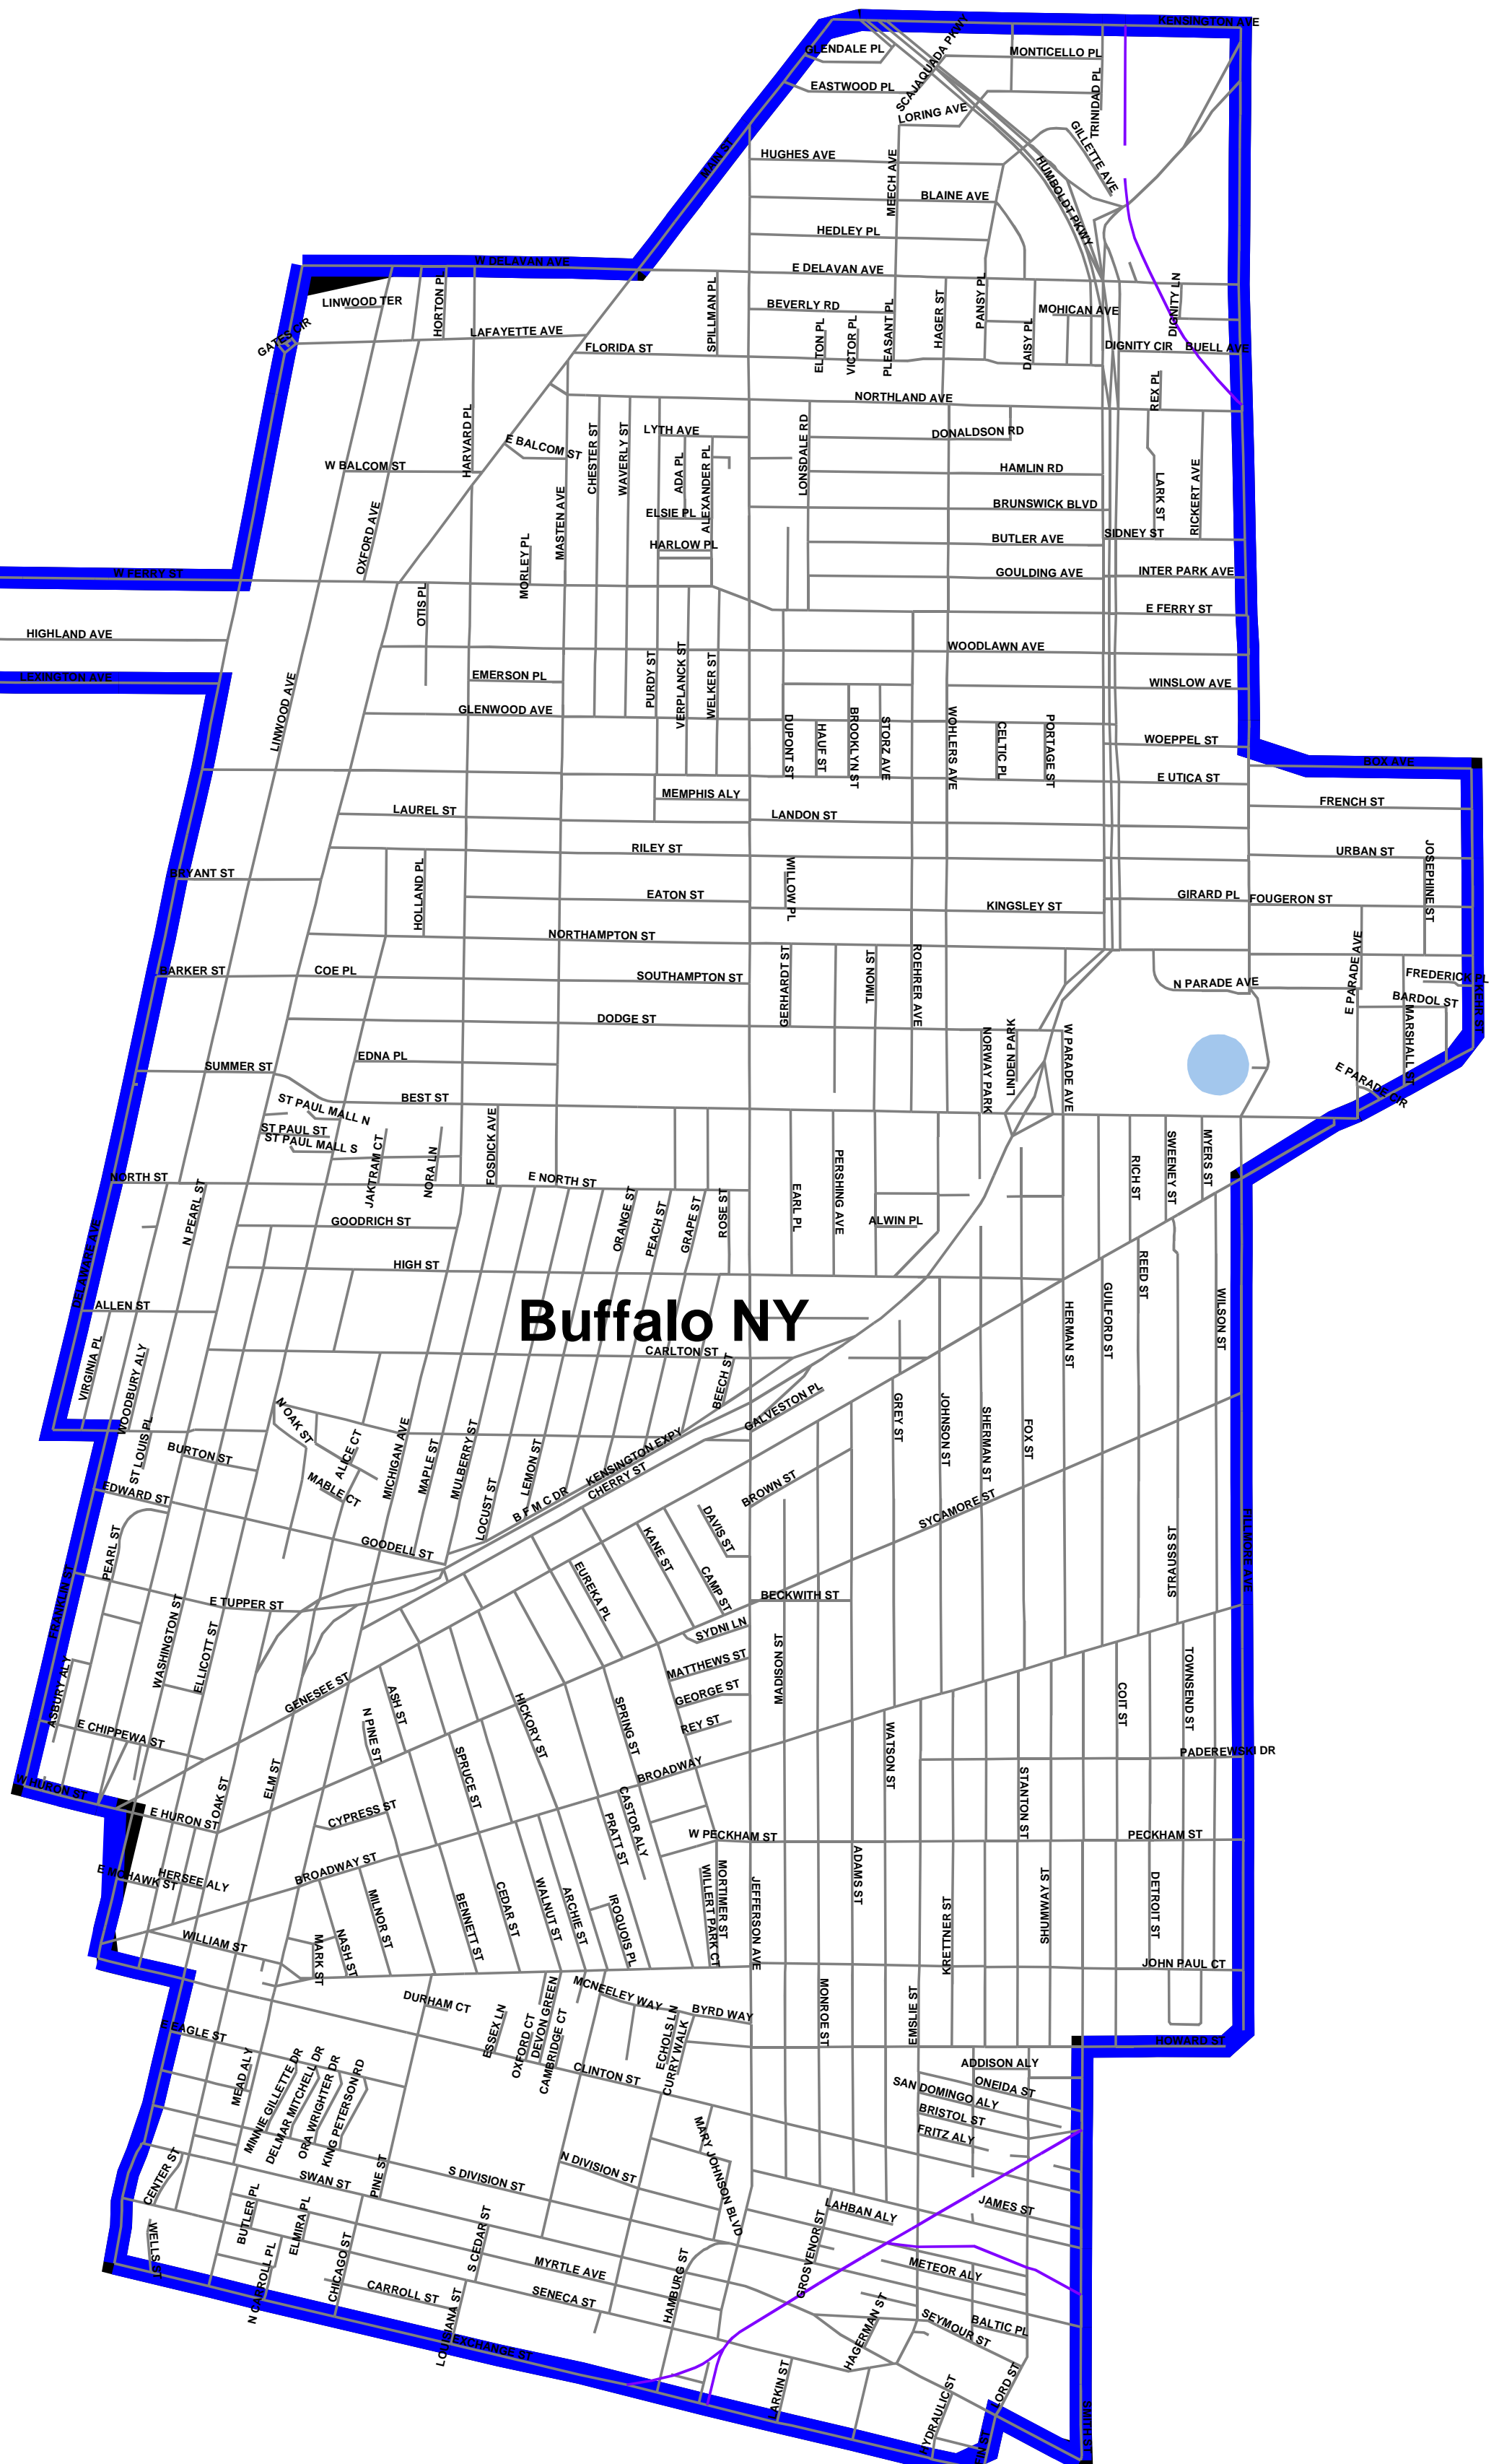 KENSINGTON AVE
GLENDALE PL
SCAJAQUADA PKWY
MONTICELLO PL
EASTWOOD PL
TRINIDAD PL
LORING AVE
MAIN ST
HUGHES AVE
MEECH AVE
GILLETTE AVE
HUMBOLDT PKWY
BLAINE AVE
HEDLEY PL
W DELAVAN AVE
E DELAVAN AVE
LINWOOD TER
HORTON PL
SPILLMAN PL
BEVERLY RD
PLEASANT PL
HAGER ST
PANSY PL
MOHICAN AVE
DIGNITY LN
GATES CIR
LAFAYETTE AVE
FLORIDA ST
ELTON PL
VICTOR PL
DAISY PL
DIGNITY CIR
BUELL AVE
REX PL
NORTHLAND AVE
HARVARD PL
E BALCOM ST
CHESTER ST
WAVERLY ST
LYTH AVE
LONSDALE RD
DONALDSON RD
W BALCOM ST
ADA PL
ALEXANDER PL
HAMLIN RD
LARK ST
RICKERT AVE
OXFORD AVE
MASTEN AVE
ELSIE PL
BRUNSWICK BLVD
SIDNEY ST
HARLOW PL
BUTLER AVE
MORLEY PL
W FERRY ST
GOULDING AVE
INTER PARK AVE
OTIS PL
E FERRY ST
HIGHLAND AVE
WOODLAWN AVE
LEXINGTON AVE
EMERSON PL
PURDY ST
VERPLANCK ST
WELKER ST
WINSLOW AVE
LINWOOD AVE
GLENWOOD AVE
DUPONT ST
HAUF ST
BROOKLYN ST
STORZ AVE
WOHLERS AVE
CELTIC PL
PORTAGE ST
WOEPPEL ST
BOX AVE
E UTICA ST
MEMPHIS ALY
FRENCH ST
LAUREL ST
LANDON ST
RILEY ST
URBAN ST
JOSEPHINE ST
BRYANT ST
HOLLAND PL
EATON ST
WILLOW PL
KINGSLEY ST
GIRARD PL
FOUGERON ST
NORTHAMPTON ST
BARKER ST
COE PL
SOUTHAMPTON ST
GERHARDT ST
TIMON ST
ROEHRER AVE
N PARADE AVE
E PARADE AVE
FREDERICK PL
BARDOL ST
KEHR ST
MARSHALL ST
DODGE ST
NORWAY PARK
LINDEN PARK
W PARADE AVE
SUMMER ST
EDNA PL
E PARADE CIR
BEST ST
ST PAUL MALL N
ST PAUL ST
ST PAUL MALL S
JAKTRAM CT
NORA LN
FOSDICK AVE
NORTH ST
E NORTH ST
EARL PL
PERSHING AVE
RICH ST
SWEENEY ST
MYERS ST
N PEARL ST
GOODRICH ST
ORANGE ST
PEACH ST
GRAPE ST
ROSE ST
ALWIN PL
DELAWARE AVE
HIGH ST
REED ST
GUILFORD ST
HERMAN ST
WILSON ST
ALLEN ST
Buffalo NY
VIRGINIA PL
WOODBURY ALY
CARLTON ST
BEECH ST
GALVESTON PL
GREY ST
JOHNSON ST
SHERMAN ST
FOX ST
N OAK ST
ST LOUIS PL
BURTON ST
ALICE CT
MABLE CT
MICHIGAN AVE
MAPLE ST
MULBERRY ST
LOCUST ST
LEMON ST
KENSINGTON EXPY
CHERRY ST
B F M C DR
BROWN ST
DAVIS ST
SYCAMORE ST
EDWARD ST
GOODELL ST
PEARL ST
KANE ST
CAMP ST
EUREKA PL
BECKWITH ST
STRAUSS ST
FILLMORE AVE
FRANKLIN ST
E TUPPER ST
WASHINGTON ST
ELLICOTT ST
SYDNI LN
MATTHEWS ST
GEORGE ST
REY ST
MADISON ST
ASBURY ALY
GENESEE ST
N PINE ST
ASH ST
HICKORY ST
SPRING ST
COIT ST
TOWNSEND ST
E CHIPPEWA ST
SPRUCE ST
BROADWAY
WATSON ST
PADEREWSKI DR
W HURON ST
E HURON ST
OAK ST
ELM ST
CYPRESS ST
CASTOR ALY
PRATT ST
STANTON ST
W PECKHAM ST
PECKHAM ST
E MOHAWK ST
HERSEE ALY
BROADWAY ST
MILNOR ST
BENNETT ST
CEDAR ST
WALNUT ST
ARCHIE ST
IROQUOIS PL
WILLERT PARK CT
MORTIMER ST
JEFFERSON AVE
ADAMS ST
KRETTNER ST
SHUMWAY ST
DETROIT ST
WILLIAM ST
MARK ST
NASH ST
JOHN PAUL CT
DURHAM CT
ESSEX LN
OXFORD CT
DEVON GREEN
CAMBRIDGE CT
MCNEELEY WAY
BYRD WAY
ECHOLS LN
CURRY WALK
MONROE ST
EMSLIE ST
HOWARD ST
E EAGLE ST
MEAD ALY
MINNIE GILLETTE DR
DELMAR MITCHELL DR
ORA WRIGHTER DR
KING PETERSON RD
CLINTON ST
ADDISON ALY
ONEIDA ST
SAN DOMINGO ALY
BRISTOL ST
FRITZ ALY
CENTER ST
SWAN ST
PINE ST
S DIVISION ST
N DIVISION ST
MARY JOHNSON BLVD
LAHBAN ALY
JAMES ST
WELLS ST
BUTLER PL
ELMIRA PL
CHICAGO ST
S CEDAR ST
MYRTLE AVE
HAMBURG ST
GROSVENOR ST
METEOR ALY
N CARROLL PL
CARROLL ST
LOUISIANA ST
SENECA ST
EXCHANGE ST
HAGERMAN ST
SEYMOUR ST
BALTIC PL
LARKIN ST
HYDRAULIC ST
LORD ST
SMITH ST